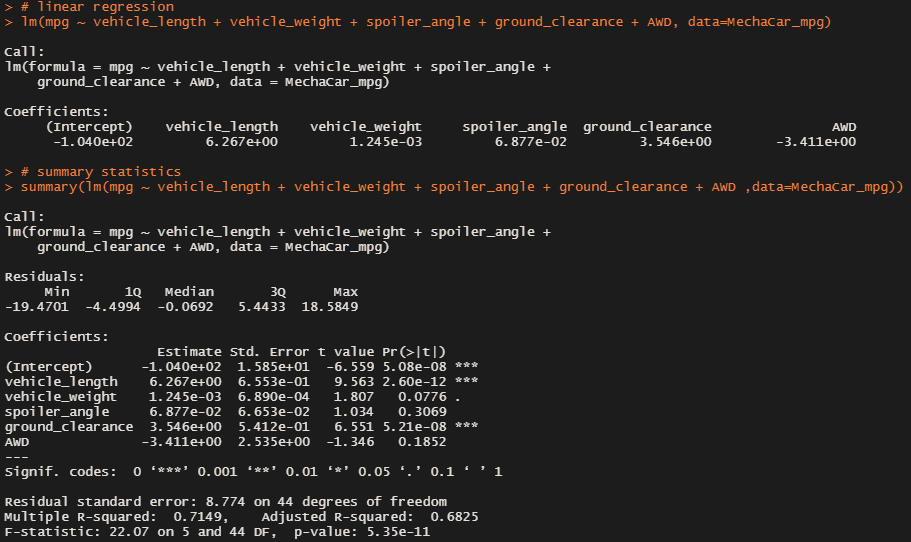 > # linear regression
> lm(mpg ~ vehicle_length + vehicle_weight + spoiler_angle + ground_clearance + AWD, data=MechaCar_mpg)
Call:
lm(formula = mpg ~ vehicle_length + vehicle_weight + spoiler_angle +
    ground_clearance + AWD, data = MechaCar_mpg)
Coefficients:
     (Intercept)    vehicle_length    vehicle_weight     spoiler_angle  ground_clearance               AWD
      -1.040e+02         6.267e+00         1.245e-03         6.877e-02         3.546e+00        -3.411e+00
> # summary statistics
> summary(lm(mpg ~ vehicle_length + vehicle_weight + spoiler_angle + ground_clearance + AWD ,data=MechaCar_mpg))
Call:
lm(formula = mpg ~ vehicle_length + vehicle_weight + spoiler_angle +
    ground_clearance + AWD, data = MechaCar_mpg)
Residuals:
     Min       1Q   Median       3Q      Max
-19.4701  -4.4994  -0.0692   5.4433  18.5849
Coefficients:
                   Estimate Std. Error t value Pr(>|t|)
(Intercept)      -1.040e+02  1.585e+01  -6.559 5.08e-08 ***
vehicle_length    6.267e+00  6.553e-01   9.563 2.60e-12 ***
vehicle_weight    1.245e-03  6.890e-04   1.807   0.0776 .
spoiler_angle     6.877e-02  6.653e-02   1.034   0.3069
ground_clearance  3.546e+00  5.412e-01   6.551 5.21e-08 ***
AWD              -3.411e+00  2.535e+00  -1.346   0.1852
---
Signif. codes:  0 ‘***’ 0.001 ‘**’ 0.01 ‘*’ 0.05 ‘.’ 0.1 ‘ ’ 1
Residual standard error: 8.774 on 44 degrees of freedom
Multiple R-squared:  0.7149,    Adjusted R-squared:  0.6825
F-statistic: 22.07 on 5 and 44 DF,  p-value: 5.35e-11